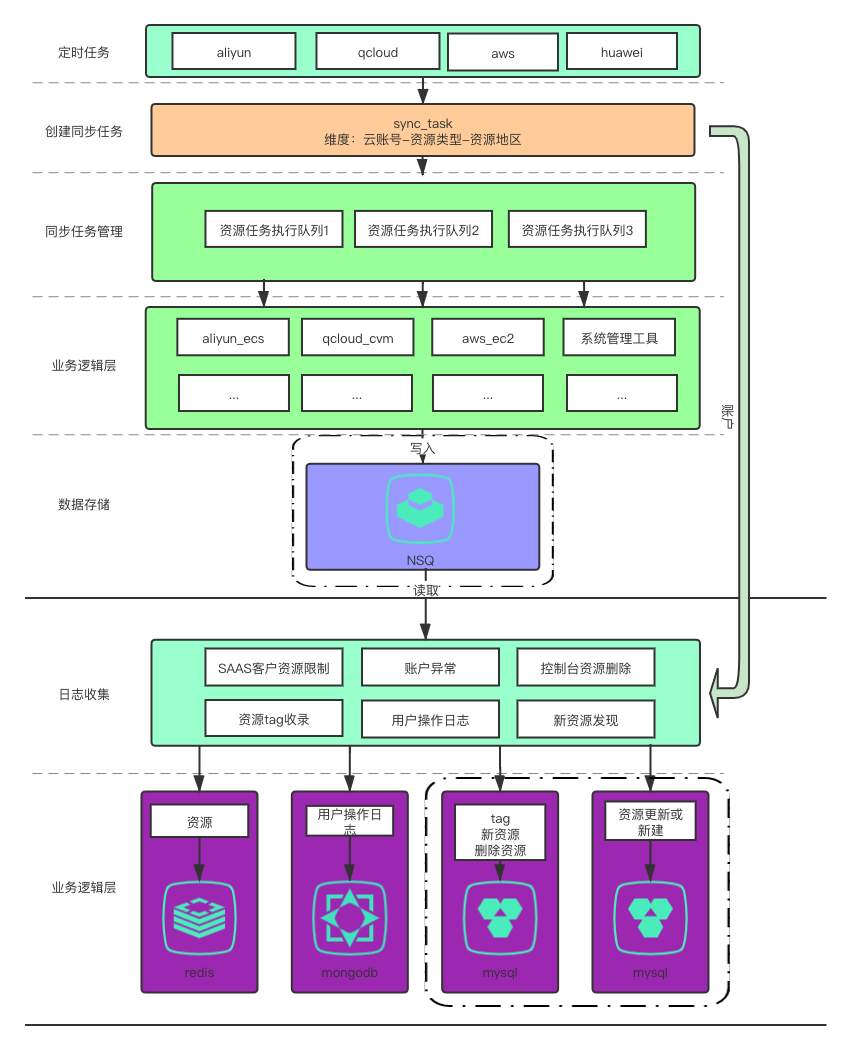 定时任务
aliyun
qcloud
aws
huawei
创建同步任务
sync_task
维度：云账号–资源类型–资源地区
同步任务管理
资源任务执行队列1
资源任务执行队列2
资源任务执行队列3
业务逻辑层
aliyun_ecs
qcloud_cvm
aws_ec2
系统管理工具
...
...
...
...
账户
写入
数据存储
NSQ
读取
日志收集
SAAS客户资源限制
账户异常
控制台资源删除
资源tag收录
用户操作日志
新资源发现
业务逻辑层
资源
redis
用户操作日
志
mongodb
tag
新资源
删除资源
mysql
资源更新或
新建
mysql